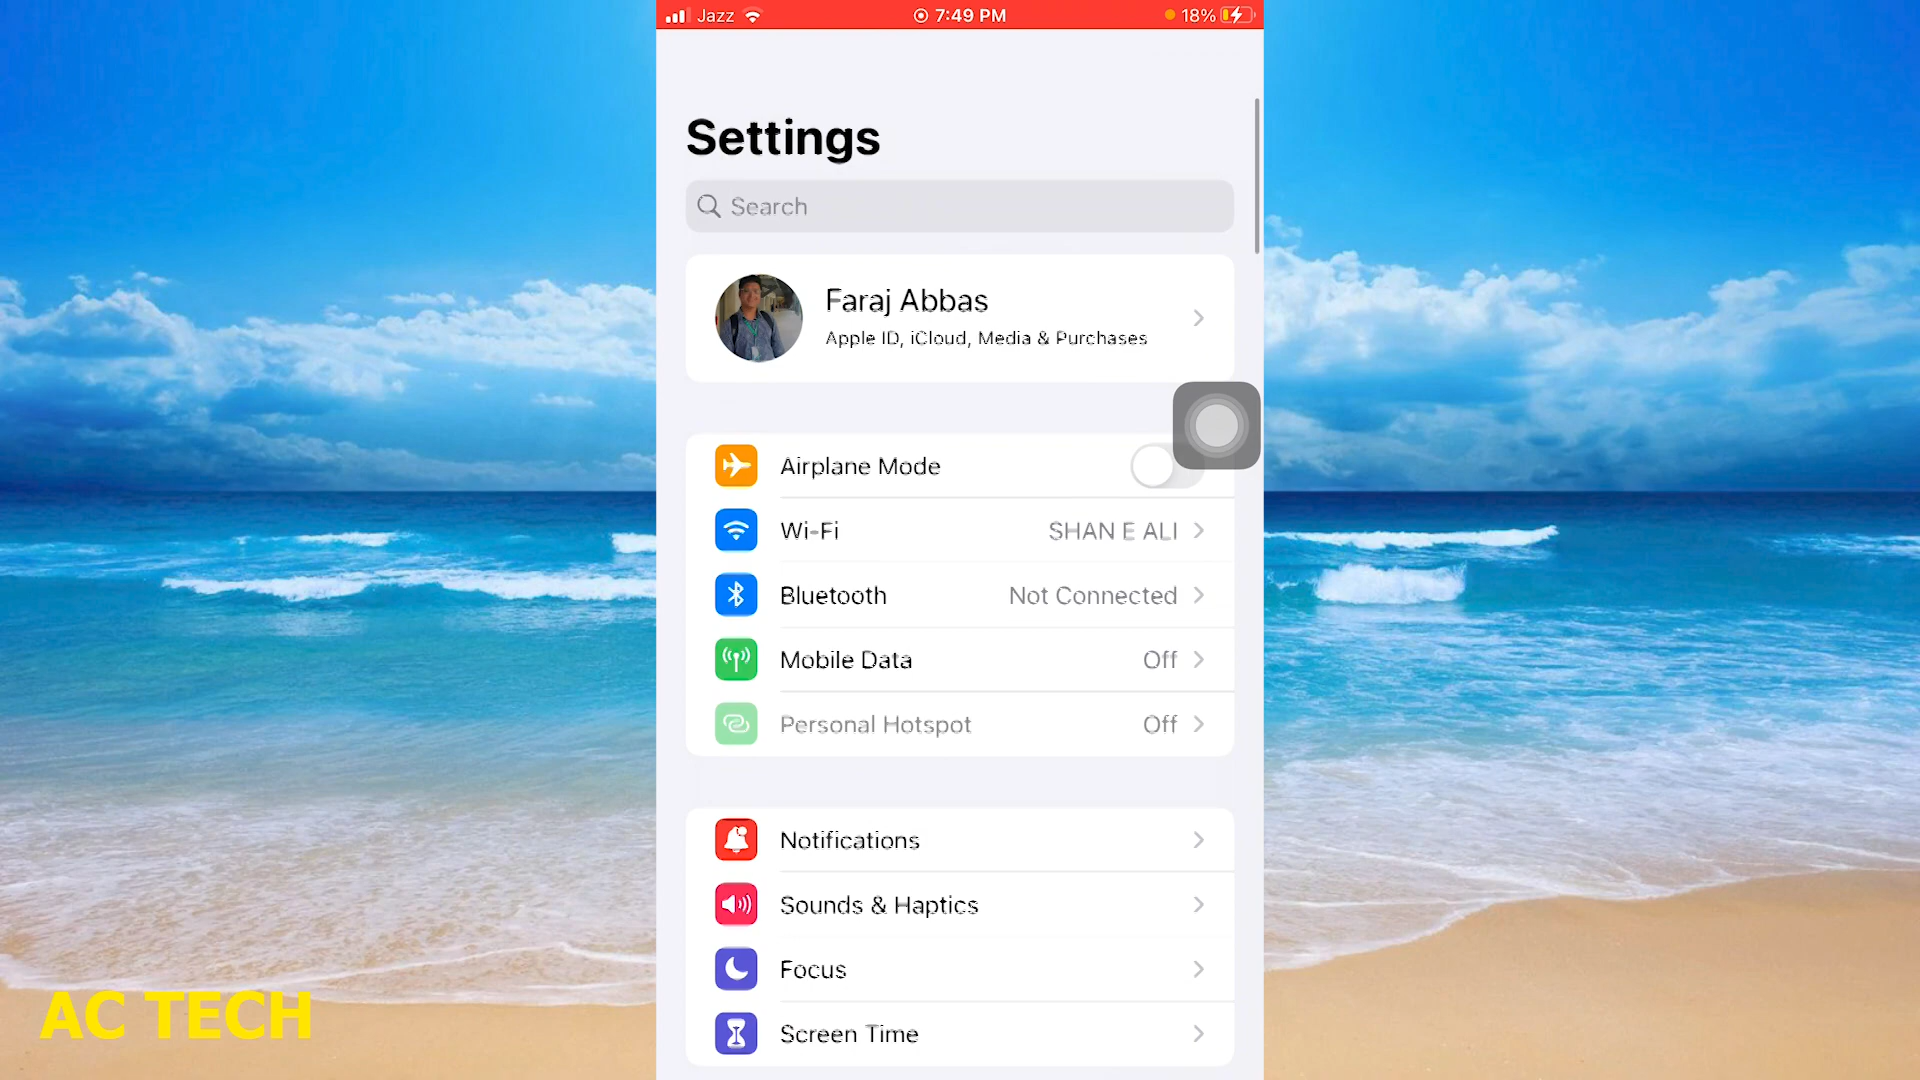 Jazz 7:49 PM 18%
Settings
Search
Faraj Abbas
Apple ID, iCloud, Media & Purchases
Airplane Mode
Wi-Fi SHAN E ALI
Bluetooth Not Connected
Mobile Data Off
Personal Hotspot Off
Notifications
Sounds & Haptics
Focus
Screen Time
AC TECH